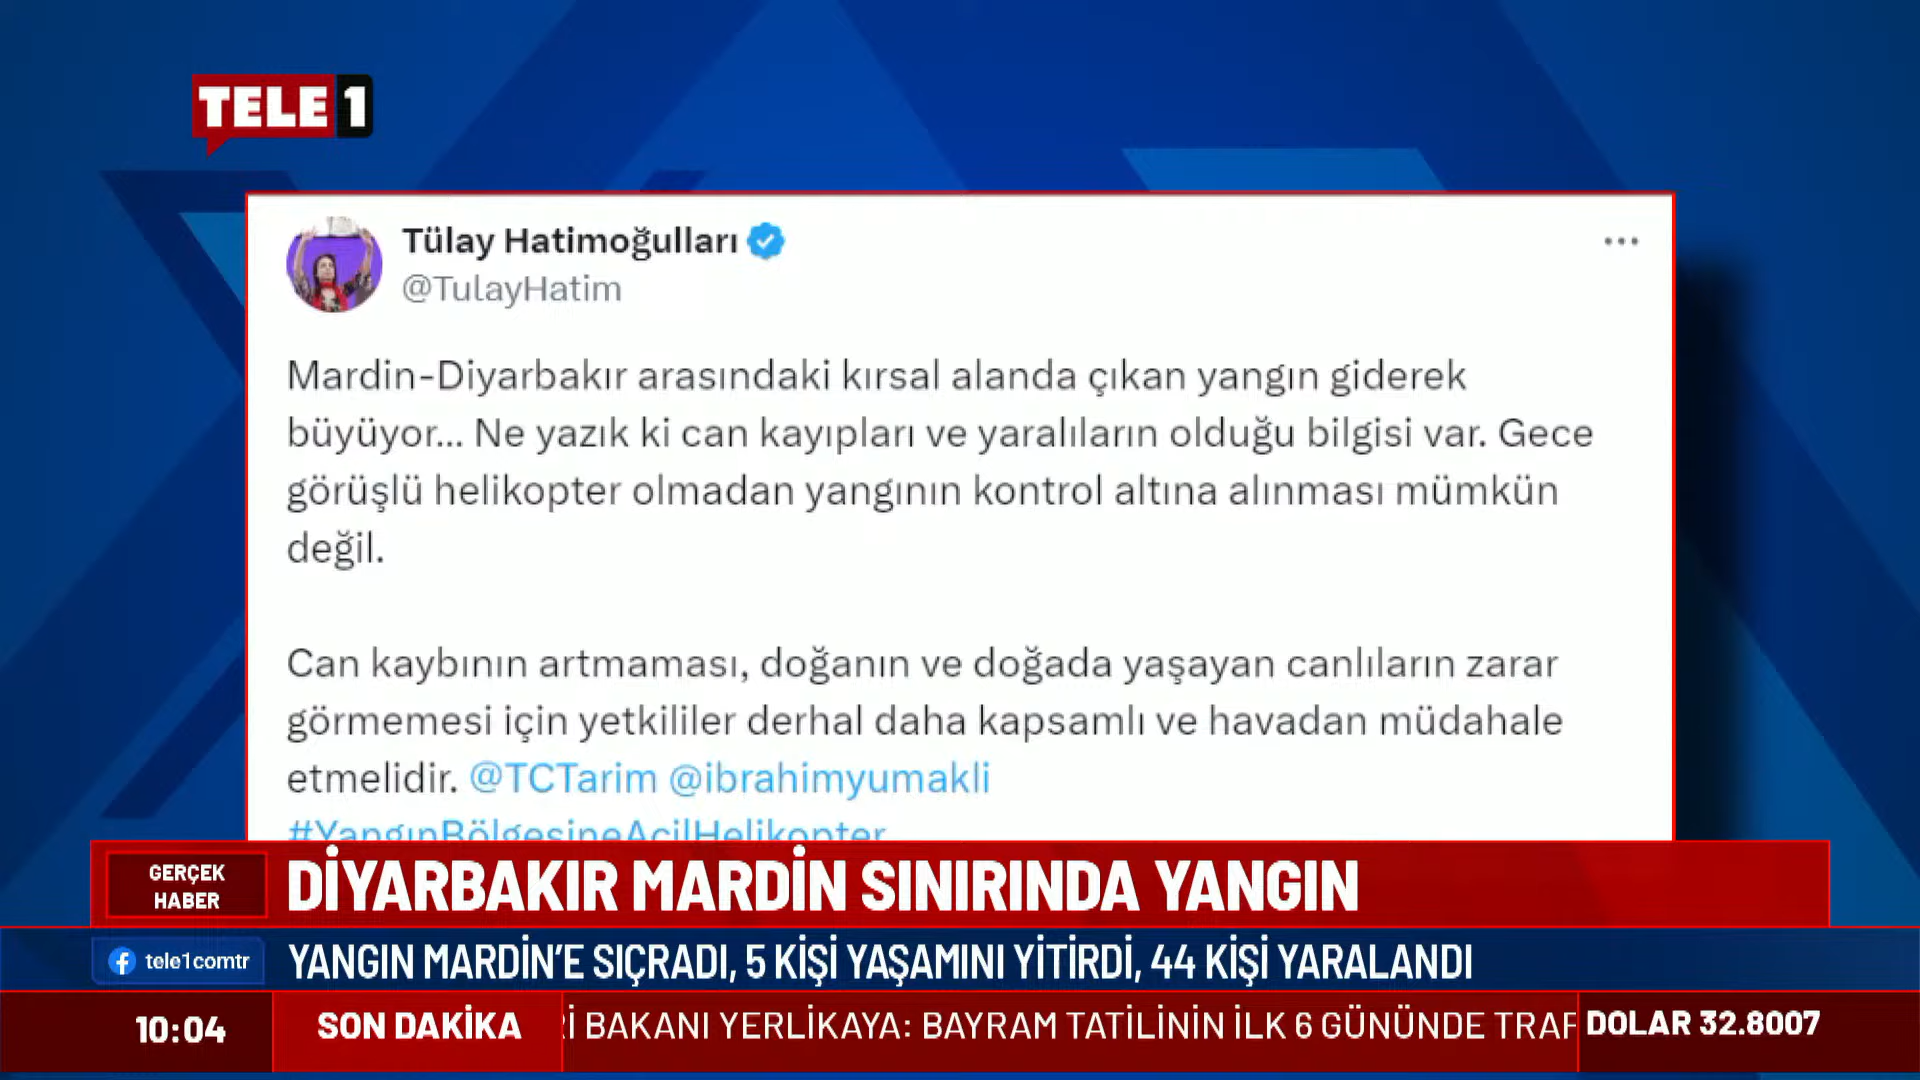 TELE1
Tülay Hatimoğulları
@TulayHatim
Mardin-Diyarbakır arasındaki kırsal alanda çıkan yangın giderek
büyüyor... Ne yazık ki can kayıpları ve yaralıların olduğu bilgisi var. Gece
görüşlü helikopter olmadan yangının kontrol altına alınması mümkün
değil.
Can kaybının artmaması, doğanın ve doğada yaşayan canlıların zarar
görmemesi için yetkililer derhal daha kapsamlı ve havadan müdahale
etmelidir. @TCTarim @ibrahimyumakli
#YangınBölgesineAcilHelikopter
GERÇEK
HABER
DİYARBAKIR MARDİN SINIRINDA YANGIN
tele1comtr
YANGIN MARDİN'E SIÇRADI, 5 KİŞİ YAŞAMINI YİTİRDİ, 44 KİŞİ YARALANDI
10:04
SON DAKİKA
Rİ BAKANI YERLİKAYA: BAYRAM TATİLİNİN İLK 6 GÜNÜNDE TRAF
DOLAR 32.8007